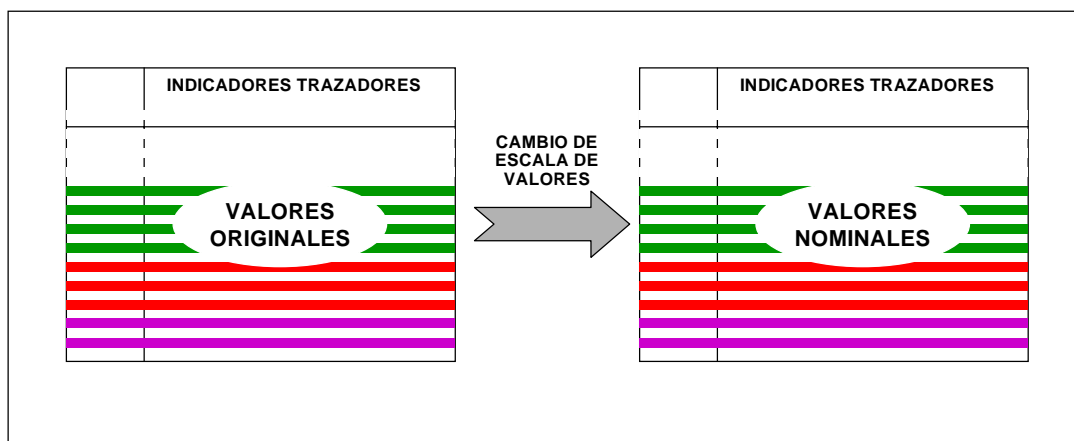 INDICADORES TRAZADORES
VALORES
ORIGINALES
CAMBIO DE
ESCALA DE
VALORES
INDICADORES TRAZADORES
VALORES
NOMINALES